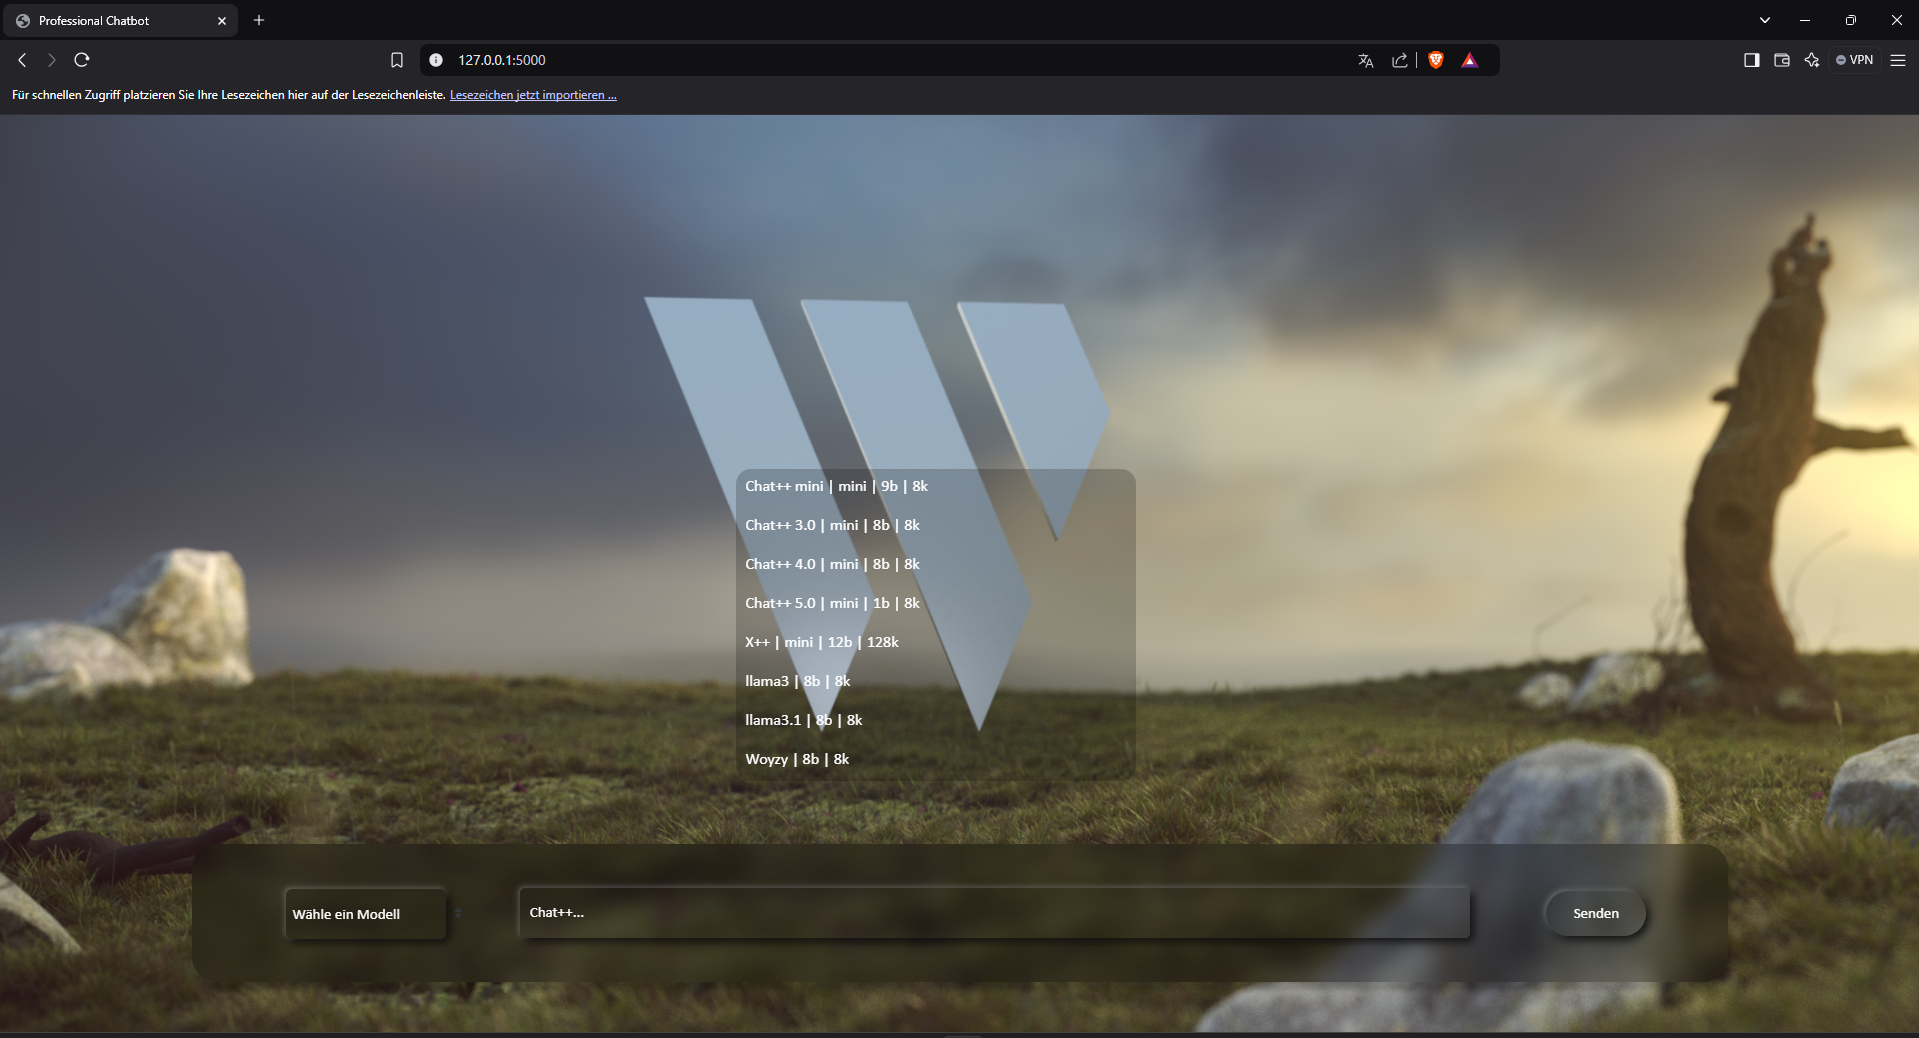 Professional Chatbot
127.0.0.1:5000
VPN
Für schnellen Zugriff platzieren Sie Ihre Lesezeichen hier auf der Lesezeichenleiste. Lesezeichen jetzt importieren ...
Chat++ mini | mini | 9b | 8k
Chat++ 3.0 | mini | 8b | 8k
Chat++ 4.0 | mini | 8b | 8k
Chat++ 5.0 | mini | 1b | 8k
X++ | mini | 12b | 128k
llama3 | 8b | 8k
llama3.1 | 8b | 8k
Woyzy | 8b | 8k
Wähle ein Modell
Chat++...
Senden